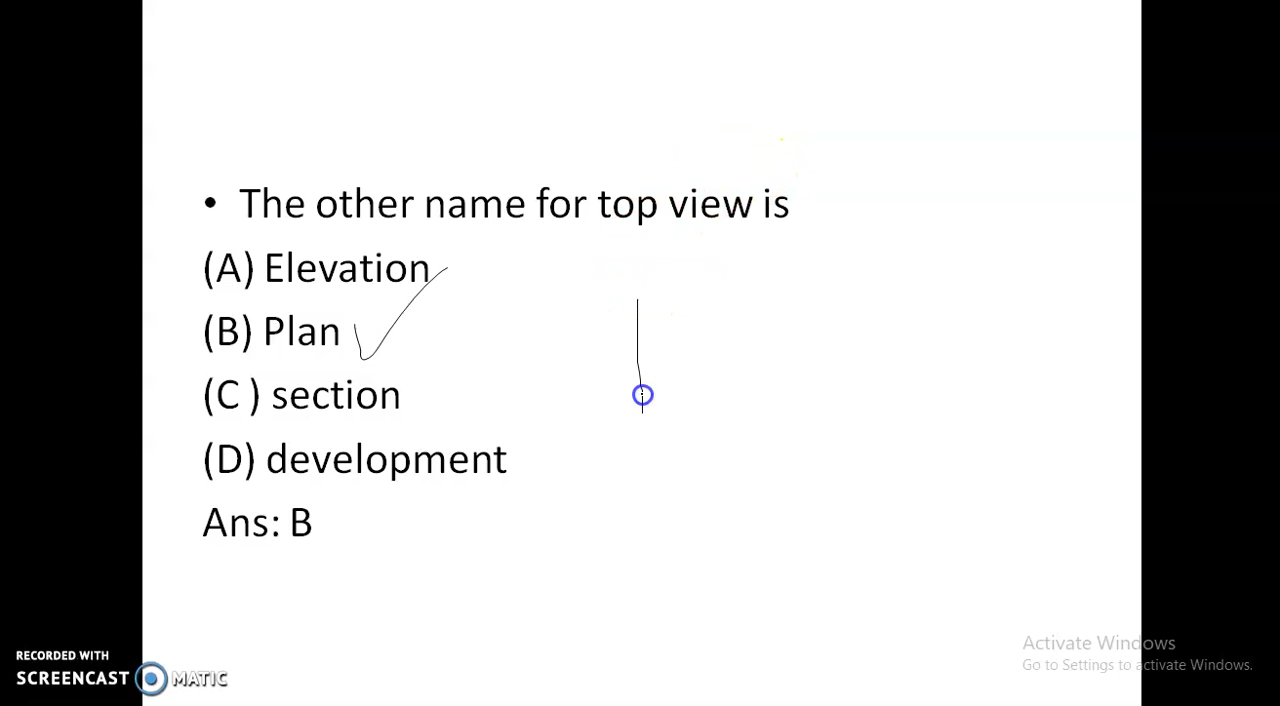 • The other name for top view is
(A) Elevation
(B) Plan
(C ) section
(D) development
Ans: B
Activate Windows
Go to Settings to activate Windows.
RECORDED WITH
SCREENCAST MATIC